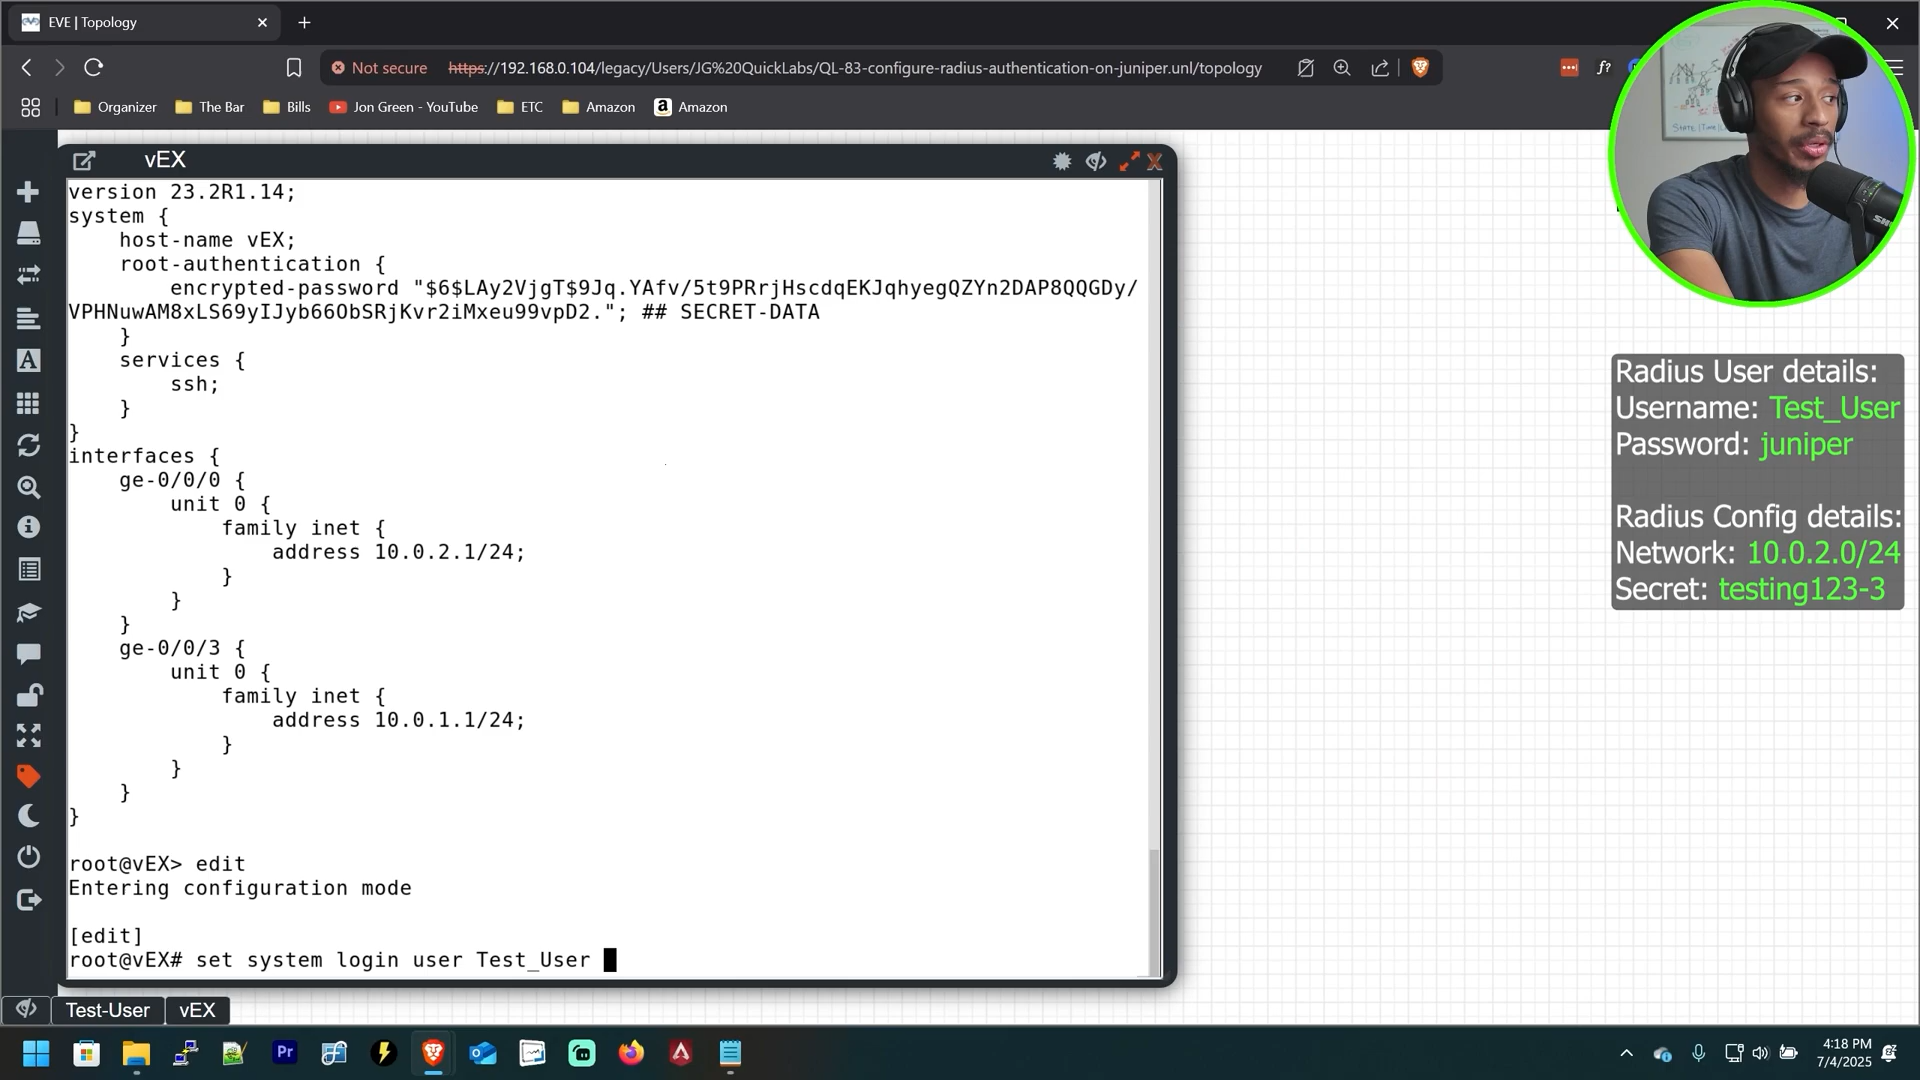 EVE | Topology
Not secure https://192.168.0.104/legacy/Users/JG%20QuickLabs/QL-83-configure-radius-authentication-on-juniper.unl/topology
f?
Organizer The Bar Bills Jon Green - YouTube ETC Amazon Amazon
vEX
version 23.2R1.14;
system {
    host-name vEX;
    root-authentication {
        encrypted-password "$6$LAy2VjgT$9Jq.YAfv/5t9PRrjHscdqEKJqhyegQZYn2DAP8QQGDy/
VPHNuwAM8xLS69yIJyb66ObSRjKvr2iMxeu99vpD2."; ## SECRET-DATA
    }
    services {
        ssh;
    }
}
interfaces {
    ge-0/0/0 {
        unit 0 {
            family inet {
                address 10.0.2.1/24;
            }
        }
    }
    ge-0/0/3 {
        unit 0 {
            family inet {
                address 10.0.1.1/24;
            }
        }
    }
}
root@vEX> edit
Entering configuration mode
[edit]
root@vEX# set system login user Test_User
Radius User details:
Username: Test_User
Password: juniper
Radius Config details:
Network: 10.0.2.0/24
Secret: testing123-3
Test-User vEX
Pr
4:18 PM
7/4/2025